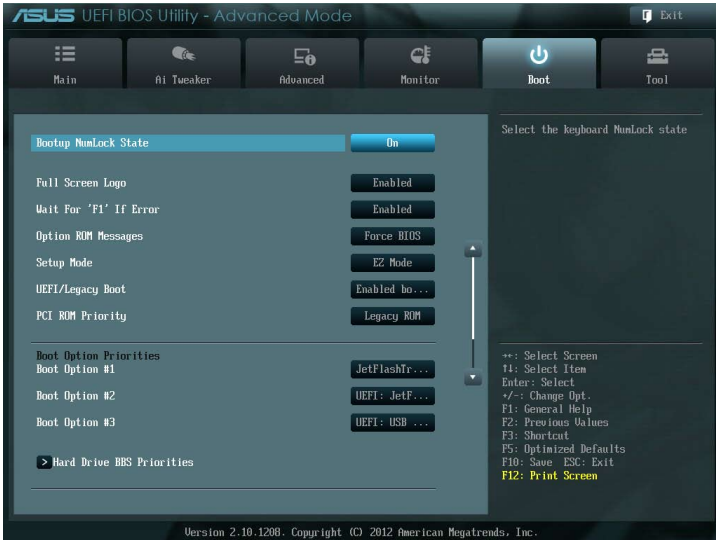 ASUS UEFI BIOS Utility - Advanced Mode
Exit
Main
Ai Tweaker
Advanced
Monitor
Boot
Tool
Bootup NumLock State On
Full Screen Logo Enabled
Wait For 'F1' If Error Enabled
Option ROM Messages Force BIOS
Setup Mode EZ Mode
UEFI/Legacy Boot Enabled bo...
PCI ROM Priority Legacy ROM
Boot Option Priorities
Boot Option #1 JetFlashTr...
Boot Option #2 UEFI: JetF...
Boot Option #3 UEFI: USB ...
> Hard Drive BBS Priorities
Select the keyboard NumLock state
→←: Select Screen
↑↓: Select Item
Enter: Select
+/-: Change Opt.
F1: General Help
F2: Previous Values
F3: Shortcut
F5: Optimized Defaults
F10: Save ESC: Exit
F12: Print Screen
Version 2.10.1208. Copyright (C) 2012 American Megatrends, Inc.